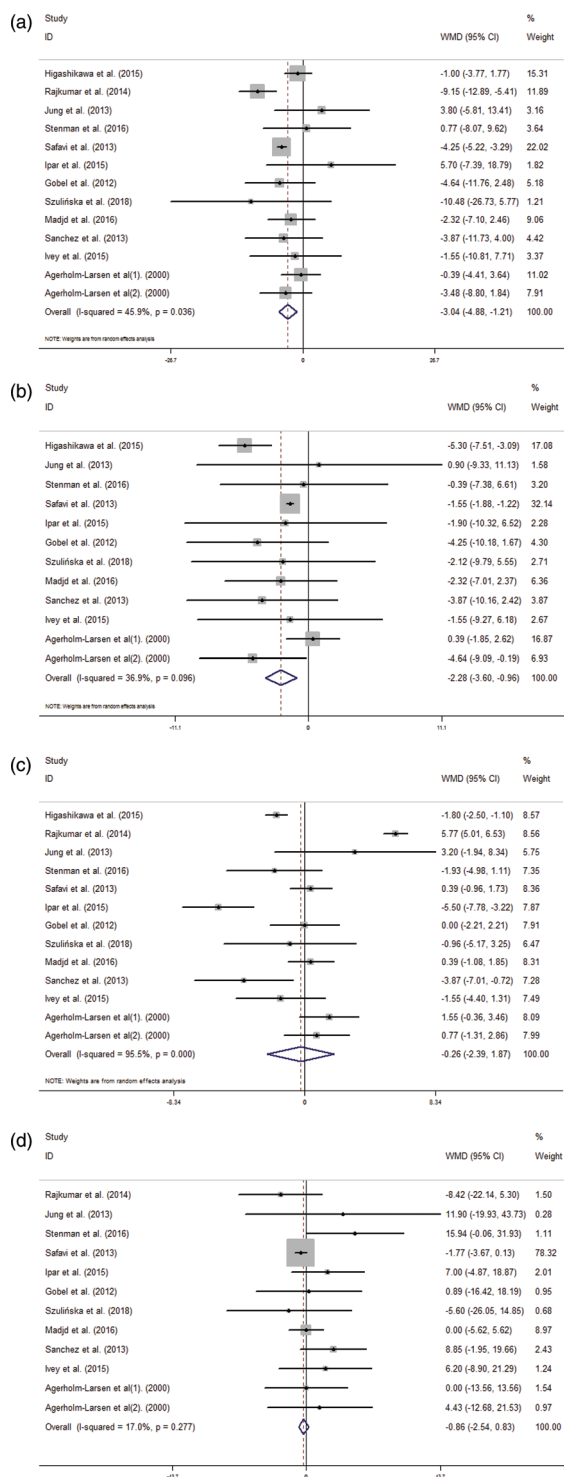 (a)
Study %
ID WMD (95% CI) Weight
Higashikawa et al. (2015) -1.00 (-3.77, 1.77) 15.31
Rajkumar et al. (2014) -9.15 (-12.89, -5.41) 11.89
Jung et al. (2013) 3.80 (-5.81, 13.41) 3.16
Stenman et al. (2016) 0.77 (-8.07, 9.62) 3.64
Safavi et al. (2013) -4.25 (-5.22, -3.29) 22.02
Ipar et al. (2015) 5.70 (-7.39, 18.79) 1.82
Gobel et al. (2012) -4.64 (-11.76, 2.48) 5.18
Szulińska et al. (2018) -10.48 (-26.73, 5.77) 1.21
Madjd et al. (2016) -2.32 (-7.10, 2.46) 9.06
Sanchez et al. (2013) -3.87 (-11.73, 4.00) 4.42
Ivey et al. (2015) -1.55 (-10.81, 7.71) 3.37
Agerholm-Larsen et al(1). (2000) -0.39 (-4.41, 3.64) 11.02
Agerholm-Larsen et al(2). (2000) -3.48 (-8.80, 1.84) 7.91
Overall (I-squared = 45.9%, p = 0.036) -3.04 (-4.88, -1.21) 100.00
NOTE: Weights are from random effects analysis
-26.7 0 26.7
(b)
Study %
ID WMD (95% CI) Weight
Higashikawa et al. (2015) -5.30 (-7.51, -3.09) 17.08
Jung et al. (2013) 0.90 (-9.33, 11.13) 1.58
Stenman et al. (2016) -0.39 (-7.38, 6.61) 3.20
Safavi et al. (2013) -1.55 (-1.88, -1.22) 32.14
Ipar et al. (2015) -1.90 (-10.32, 6.52) 2.28
Gobel et al. (2012) -4.25 (-10.18, 1.67) 4.30
Szulińska et al. (2018) -2.12 (-9.79, 5.55) 2.71
Madjd et al. (2016) -2.32 (-7.01, 2.37) 6.36
Sanchez et al. (2013) -3.87 (-10.16, 2.42) 3.87
Ivey et al. (2015) -1.55 (-9.27, 6.18) 2.67
Agerholm-Larsen et al(1). (2000) 0.39 (-1.85, 2.62) 16.87
Agerholm-Larsen et al(2). (2000) -4.64 (-9.09, -0.19) 6.93
Overall (I-squared = 36.9%, p = 0.096) -2.28 (-3.60, -0.96) 100.00
NOTE: Weights are from random effects analysis
-11.1 0 11.1
(c)
Study %
ID WMD (95% CI) Weight
Higashikawa et al. (2015) -1.80 (-2.50, -1.10) 8.57
Rajkumar et al. (2014) 5.77 (5.01, 6.53) 8.56
Jung et al. (2013) 3.20 (-1.94, 8.34) 5.75
Stenman et al. (2016) -1.93 (-4.98, 1.11) 7.35
Safavi et al. (2013) 0.39 (-0.96, 1.73) 8.36
Ipar et al. (2015) -5.50 (-7.78, -3.22) 7.87
Gobel et al. (2012) 0.00 (-2.21, 2.21) 7.91
Szulińska et al. (2018) -0.96 (-5.17, 3.25) 6.47
Madjd et al. (2016) 0.39 (-1.08, 1.85) 8.31
Sanchez et al. (2013) -3.87 (-7.01, -0.72) 7.28
Ivey et al. (2015) -1.55 (-4.40, 1.31) 7.49
Agerholm-Larsen et al(1). (2000) 1.55 (-0.36, 3.46) 8.09
Agerholm-Larsen et al(2). (2000) 0.77 (-1.31, 2.86) 7.99
Overall (I-squared = 95.5%, p = 0.000) -0.26 (-2.39, 1.87) 100.00
NOTE: Weights are from random effects analysis
-8.34 0 8.34
(d)
Study %
ID WMD (95% CI) Weight
Rajkumar et al. (2014) -8.42 (-22.14, 5.30) 1.50
Jung et al. (2013) 11.90 (-19.93, 43.73) 0.28
Stenman et al. (2016) 15.94 (-0.06, 31.93) 1.11
Safavi et al. (2013) -1.77 (-3.67, 0.13) 78.32
Ipar et al. (2015) 7.00 (-4.87, 18.87) 2.01
Gobel et al. (2012) 0.89 (-16.42, 18.19) 0.95
Szulińska et al. (2018) -5.60 (-26.05, 14.85) 0.68
Madjd et al. (2016) 0.00 (-5.62, 5.62) 8.97
Sanchez et al. (2013) 8.85 (-1.95, 19.66) 2.43
Ivey et al. (2015) 6.20 (-8.90, 21.29) 1.24
Agerholm-Larsen et al(1). (2000) 0.00 (-13.56, 13.56) 1.54
Agerholm-Larsen et al(2). (2000) 4.43 (-12.68, 21.53) 0.97
Overall (I-squared = 17.0%, p = 0.277) -0.86 (-2.54, 0.83) 100.00